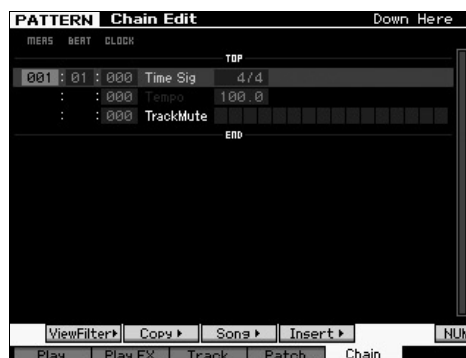 PATTERN Chain Edit Down Here
MEAS BEAT CLOCK
TOP
001 : 01 : 000 Time Sig 4/4
: : 000 Tempo 100.0
: : 000 TrackMute
END
ViewFilter▶ Copy▶ Song▶ Insert▶ NUM
Play Play FX Track Patch Chain